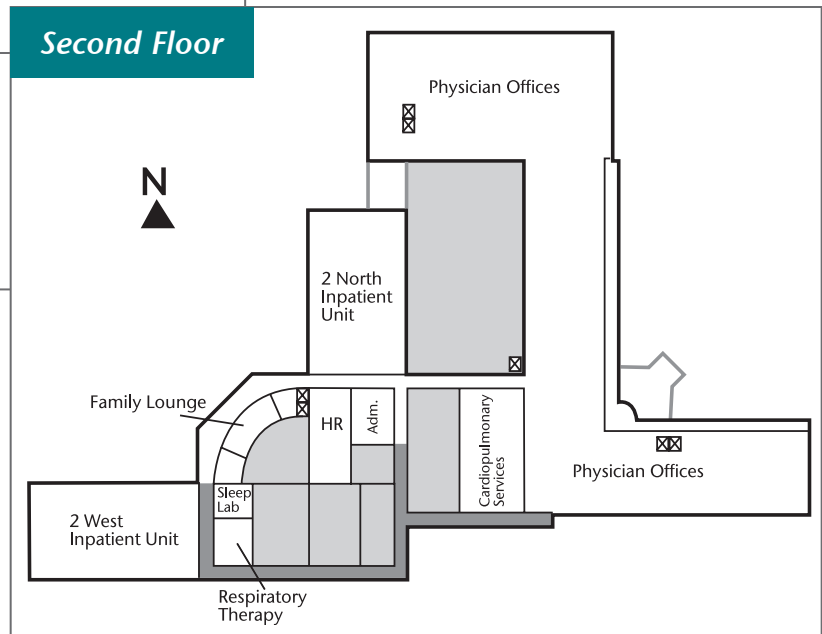 Second Floor
Physician Offices
N
2 North
Inpatient
Unit
Family Lounge
HR
Adm.
Cardiopulmonary
Services
Physician Offices
Sleep
Lab
2 West
Inpatient Unit
Respiratory
Therapy